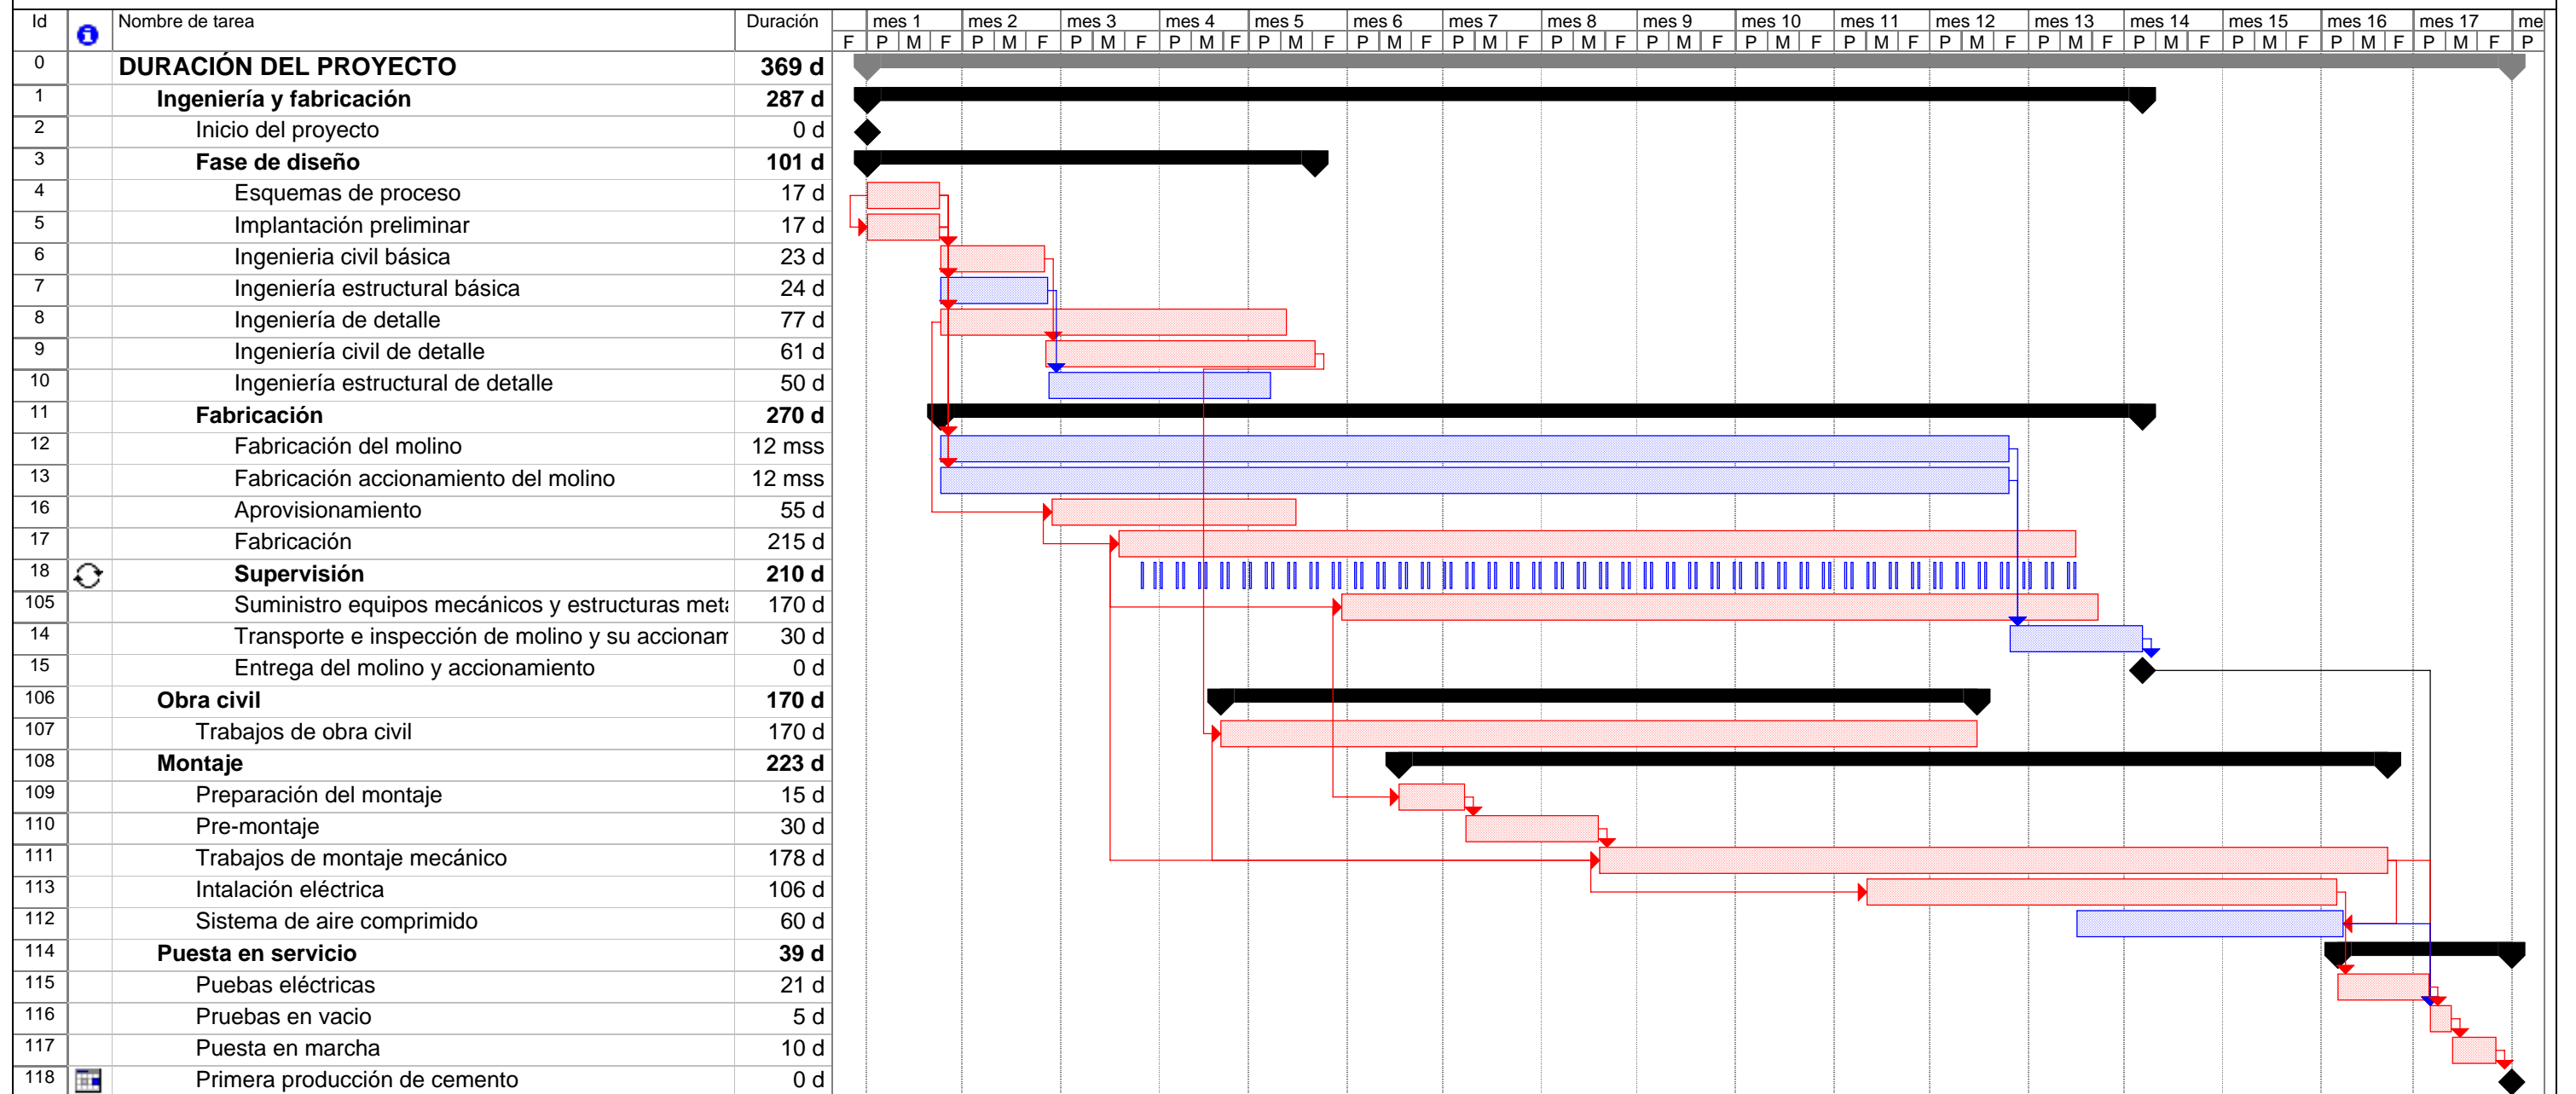 Id Nombre de tarea Duración mes 1 mes 2 mes 3 mes 4 mes 5 mes 6 mes 7 mes 8 mes 9 mes 10 mes 11 mes 12 mes 13 mes 14 mes 15 mes 16 mes 17 me
F P M F P M F P M F P M F P M F P M F P M F P M F P M F P M F P M F P M F P M F P M F P M F P M F P M F P
0 DURACIÓN DEL PROYECTO 369 d
1 Ingeniería y fabricación 287 d
2 Inicio del proyecto 0 d
3 Fase de diseño 101 d
4 Esquemas de proceso 17 d
5 Implantación preliminar 17 d
6 Ingenieria civil básica 23 d
7 Ingeniería estructural básica 24 d
8 Ingeniería de detalle 77 d
9 Ingeniería civil de detalle 61 d
10 Ingeniería estructural de detalle 50 d
11 Fabricación 270 d
12 Fabricación del molino 12 mss
13 Fabricación accionamiento del molino 12 mss
16 Aprovisionamiento 55 d
17 Fabricación 215 d
18 Supervisión 210 d
105 Suministro equipos mecánicos y estructuras meta 170 d
14 Transporte e inspección de molino y su accionam 30 d
15 Entrega del molino y accionamiento 0 d
106 Obra civil 170 d
107 Trabajos de obra civil 170 d
108 Montaje 223 d
109 Preparación del montaje 15 d
110 Pre-montaje 30 d
111 Trabajos de montaje mecánico 178 d
113 Intalación eléctrica 106 d
112 Sistema de aire comprimido 60 d
114 Puesta en servicio 39 d
115 Puebas eléctricas 21 d
116 Pruebas en vacio 5 d
117 Puesta en marcha 10 d
118 Primera producción de cemento 0 d